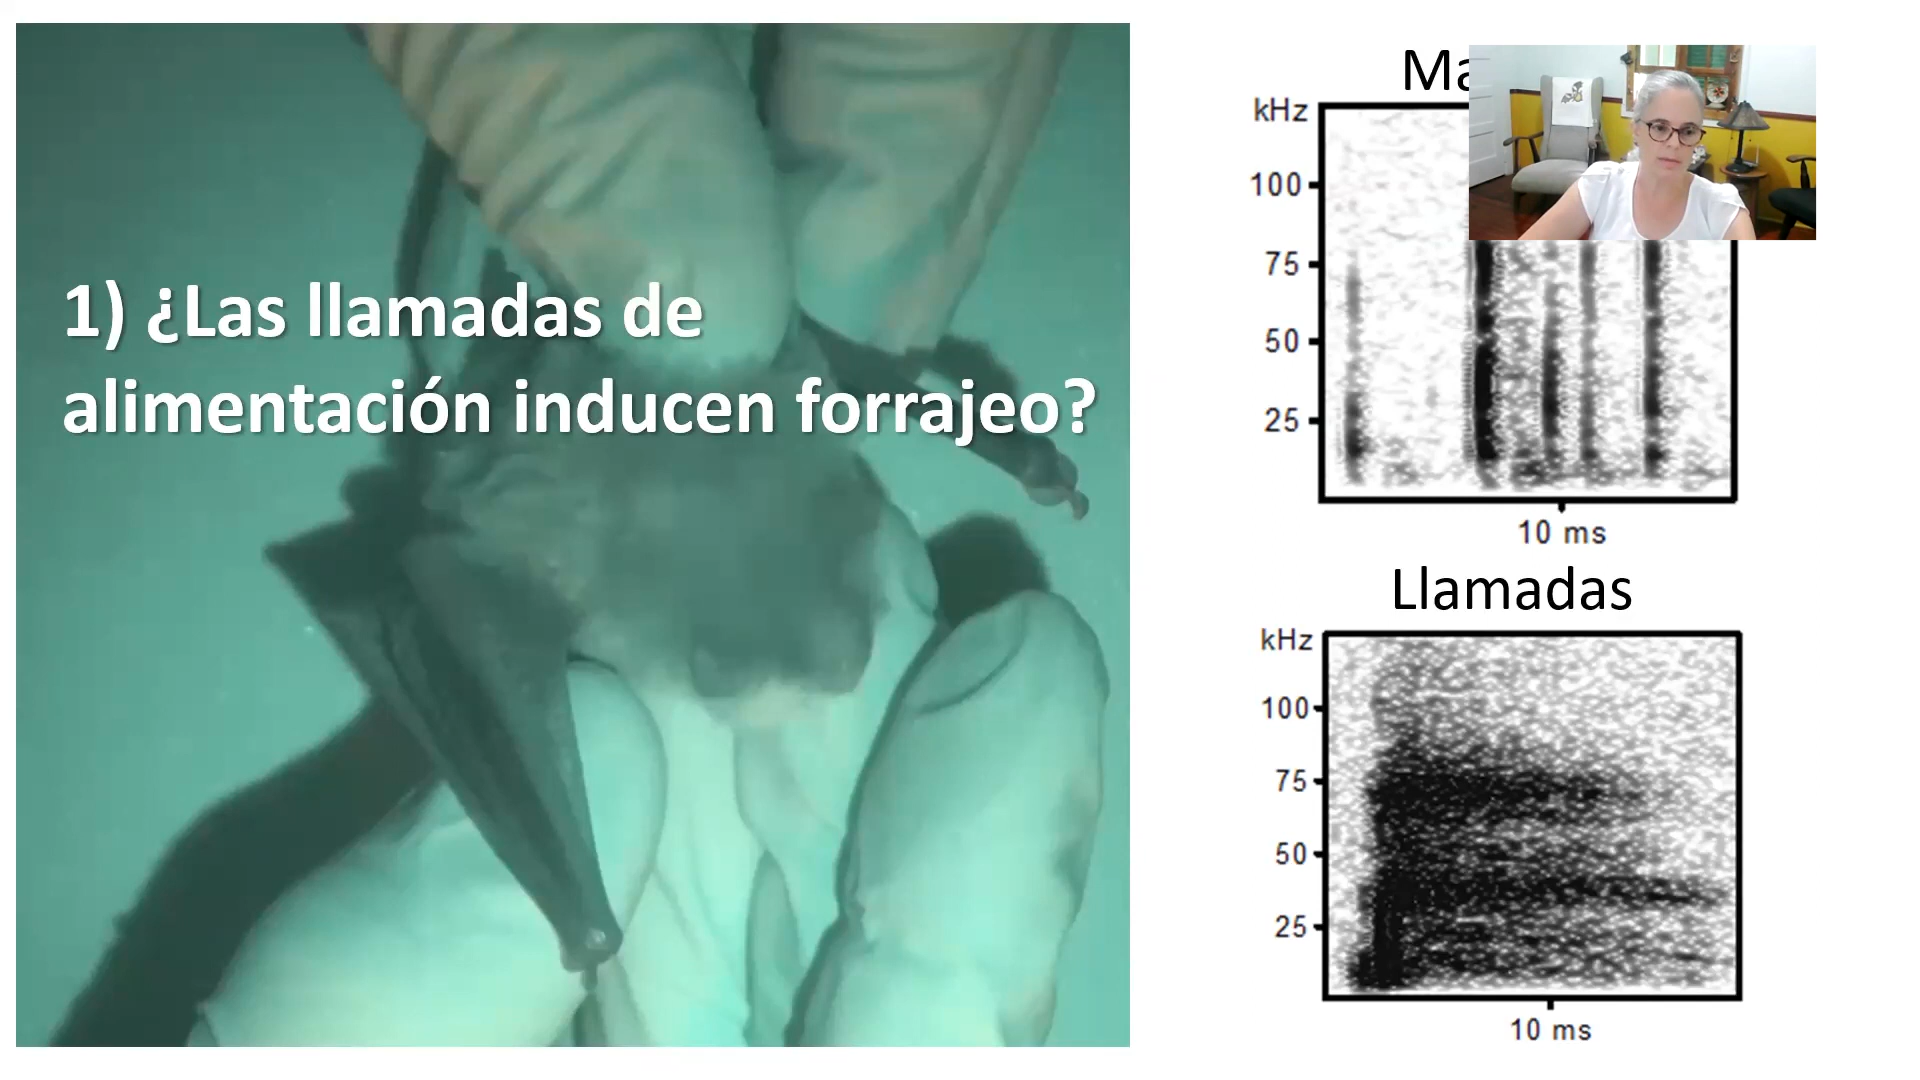 1) ¿Las llamadas de
alimentación inducen forrajeo?
kHz
100
75
50
25
10 ms
Llamadas
kHz
100
75
50
25
10 ms